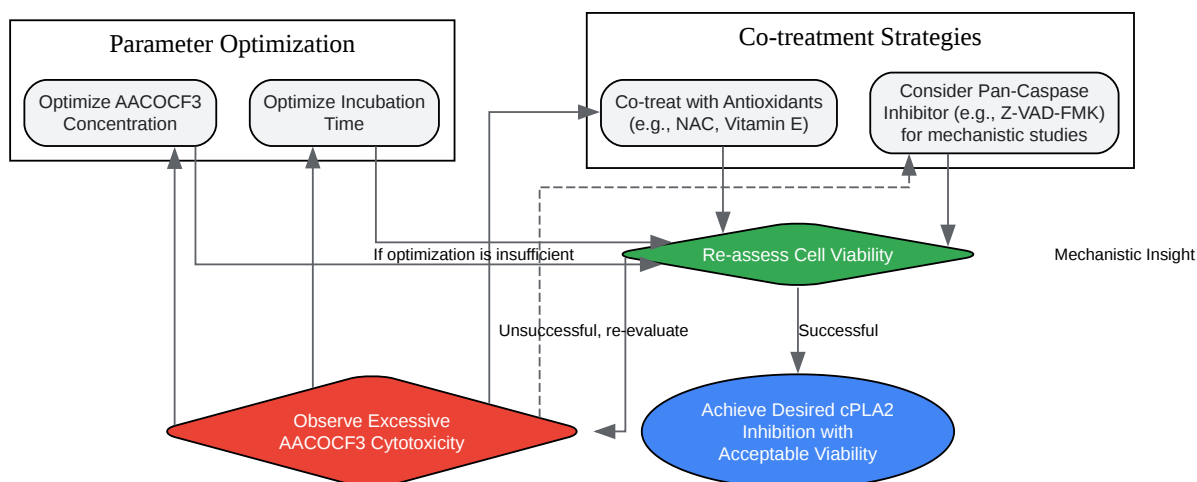 Parameter Optimization
Co-treatment Strategies
Optimize AACOCF3
Concentration
Optimize Incubation
Time
Co-treat with Antioxidants
(e.g., NAC, Vitamin E)
Consider Pan-Caspase
Inhibitor (e.g., Z-VAD-FMK)
for mechanistic studies
If optimization is insufficient
Re-assess Cell Viability
Mechanistic Insight
Unsuccessful, re-evaluate
Successful
Observe Excessive
AACOCF3 Cytotoxicity
Achieve Desired cPLA2
Inhibition with
Acceptable Viability